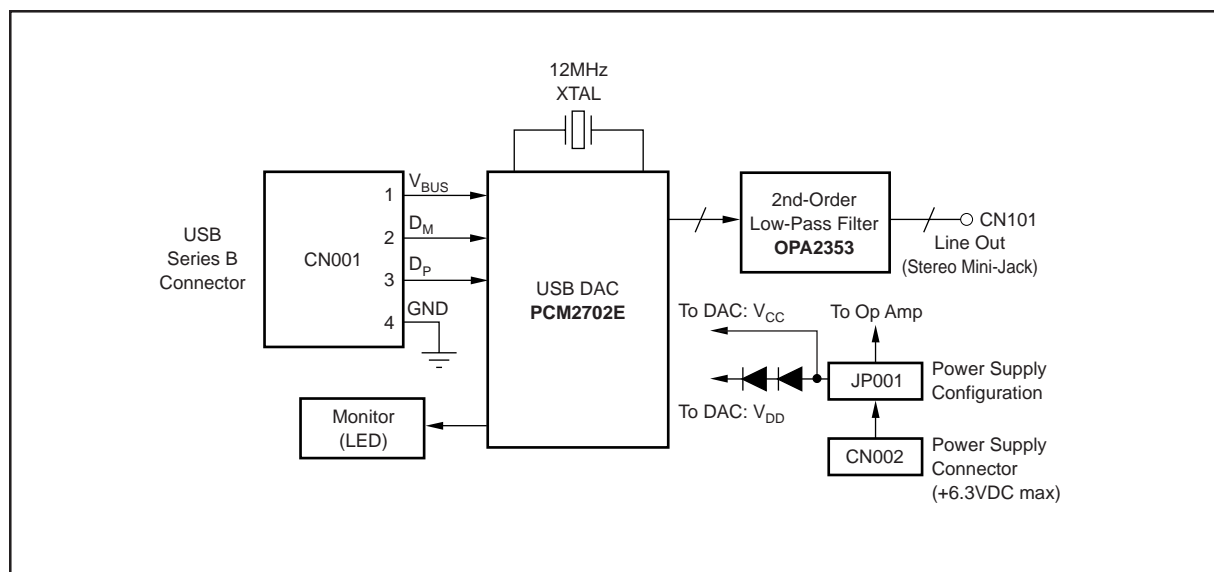 12MHz
XTAL
USB
Series B
Connector
CN001
1
2
3
4
V_BUS
D_M
D_P
GND
USB DAC
PCM2702E
Monitor
(LED)
2nd-Order
Low-Pass Filter
OPA2353
CN101
Line Out
(Stereo Mini-Jack)
To DAC: V_CC
To Op Amp
To DAC: V_DD
JP001
Power Supply
Configuration
CN002
Power Supply
Connector
(+6.3VDC max)